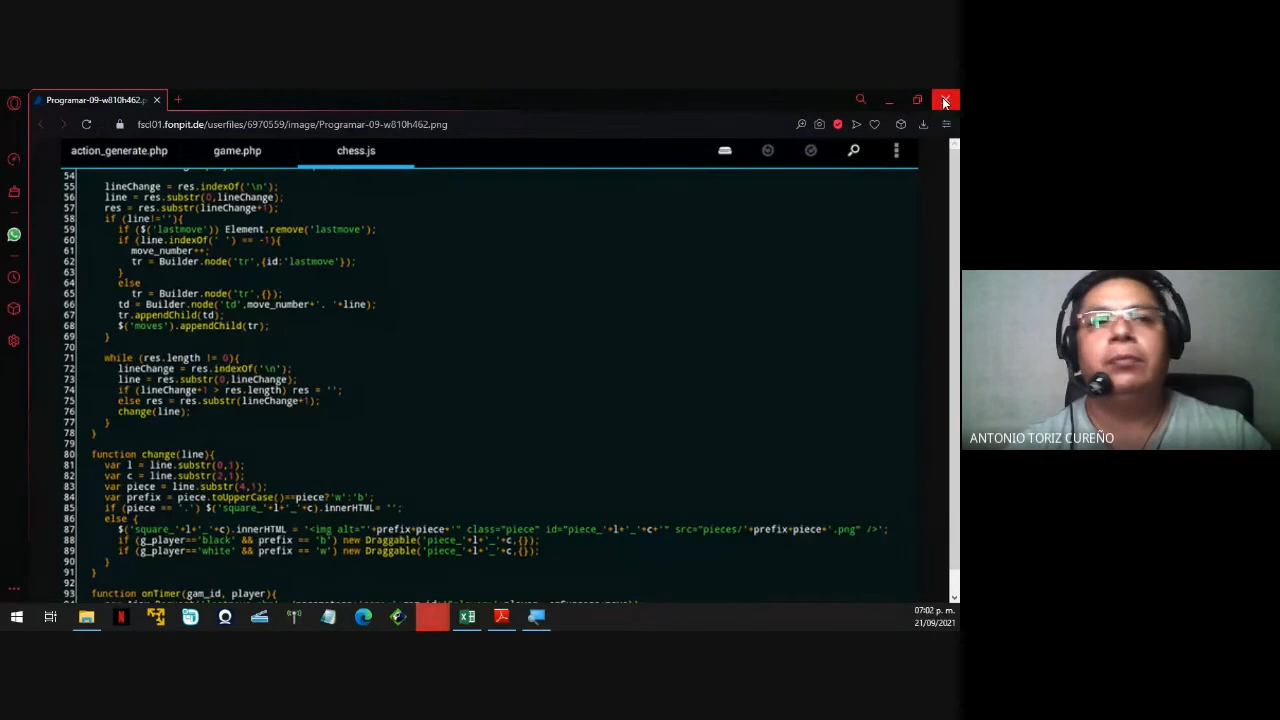 Programar-09-w810h462.p
fscl01.fonpit.de/userfiles/6970559/image/Programar-09-w810h462.png
action_generate.php game.php chess.js
54
55 lineChange = res.indexOf('\n');
56 line = res.substr(0,lineChange);
57 res = res.substr(lineChange+1);
58 if (line!=''){
59 if ($('lastmove')) Element.remove('lastmove');
60 if (line.indexOf(' ') == -1){
61 move_number++;
62 tr = Builder.node('tr',{id:'lastmove'});
63 }
64 else
65 tr = Builder.node('tr',{});
66 td = Builder.node('td',move_number+'. '+line);
67 tr.appendChild(td);
68 $('moves').appendChild(tr);
69 }
70
71 while (res.length != 0){
72 lineChange = res.indexOf('\n');
73 line = res.substr(0,lineChange);
74 if (lineChange+1 > res.length) res = '';
75 else res = res.substr(lineChange+1);
76 change(line);
77 }
78 }
79
80 function change(line){
81 var l = line.substr(0,1);
82 var c = line.substr(2,1);
83 var piece = line.substr(4,1);
84 var prefix = piece.toUpperCase()==piece?'w':'b';
85 if (piece == '.') $('square_'+l+'_'+c).innerHTML= '';
86 else {
87 $('square_'+l+'_'+c).innerHTML = '<img alt="'+prefix+piece+'" class="piece" id="piece_'+l+'_'+c+'" src="pieces/'+prefix+piece+'.png" />';
88 if (g_player=='black' && prefix == 'b') new Draggable('piece_'+l+'_'+c,{});
89 if (g_player=='white' && prefix == 'w') new Draggable('piece_'+l+'_'+c,{});
90 }
91 }
92
93 function onTimer(gam_id, player){
07:02 p. m.
21/09/2021
ANTONIO TORIZ CUREÑO